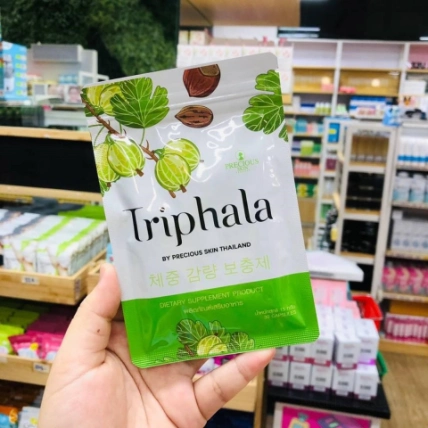 PRECIOUS
Triphala
BY PRECIOUS SKIN THAILAND
체중 감량 보충제
DIETARY SUPPLEMENT PRODUCT
ผลิตภัณฑ์เสริมอาหาร